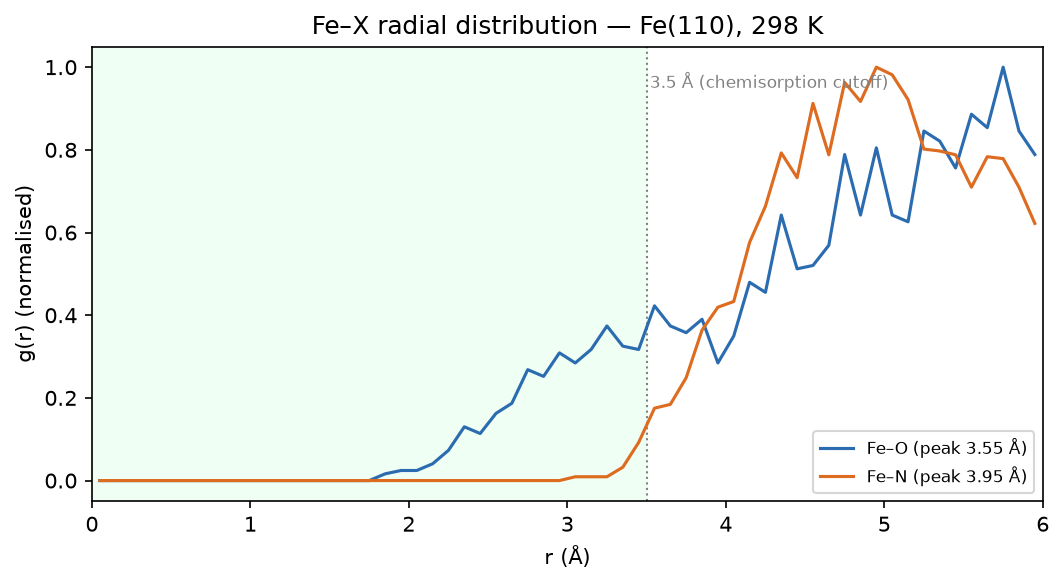 Fe–X radial distribution — Fe(110), 298 K
3.5 Å (chemisorption cutoff)
g(r) (normalised)
1.0
0.8
0.6
0.4
0.2
0.0
Fe–O (peak 3.55 Å)
Fe–N (peak 3.95 Å)
0 1 2 3 4 5 6
r (Å)